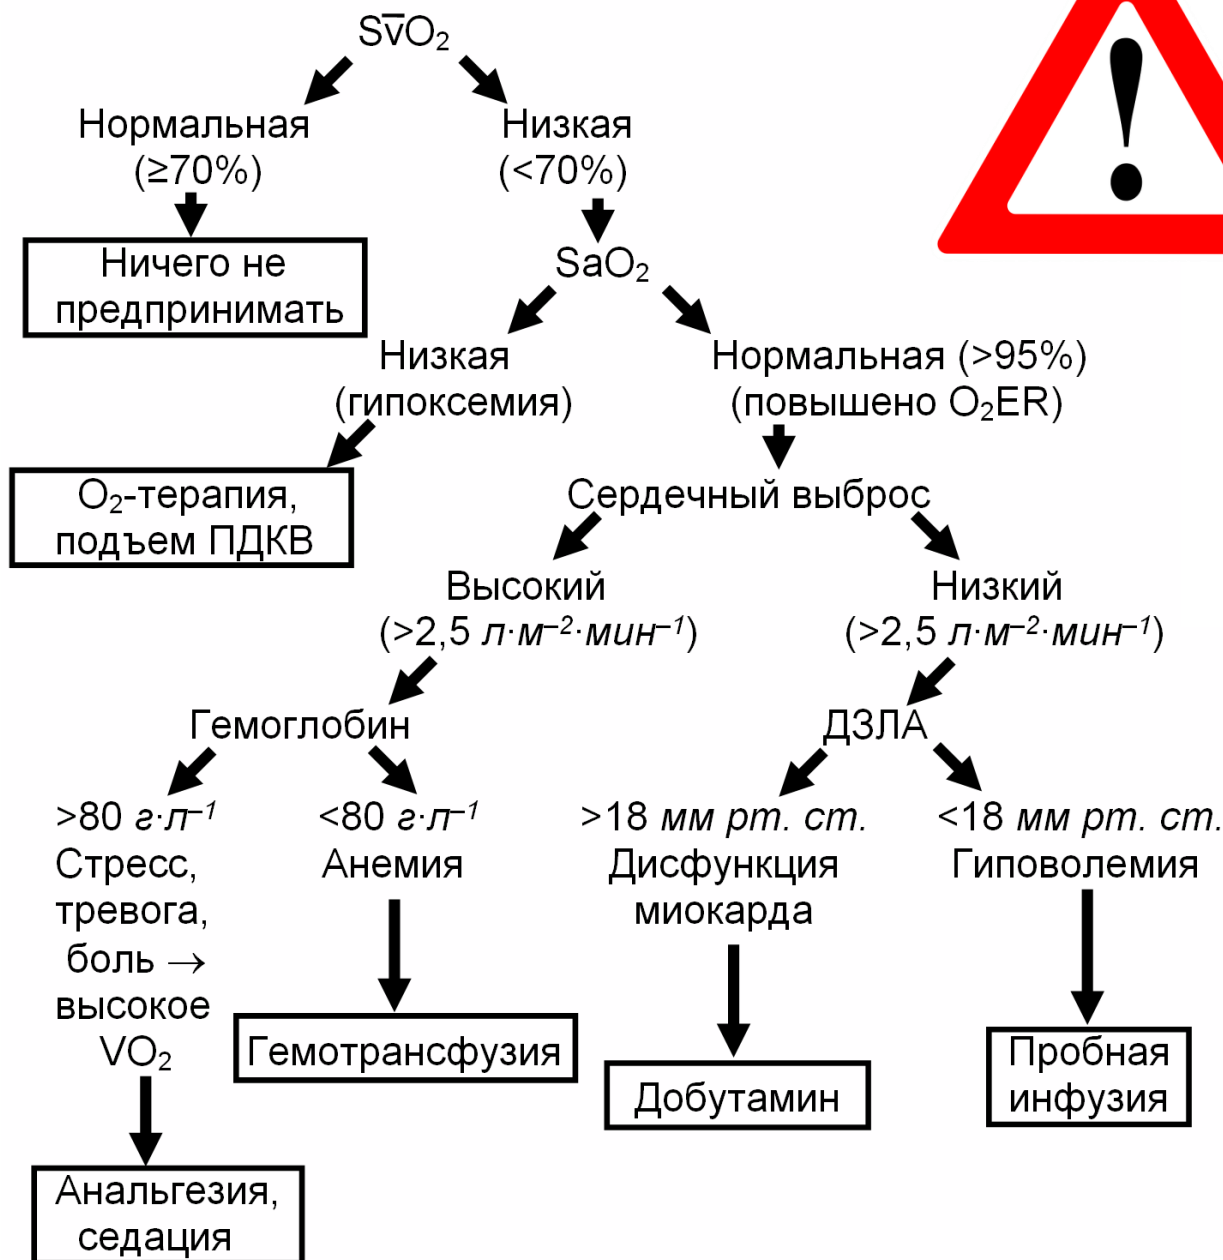 Sv̅O₂
Нормальная
(≥70%)
Низкая
(<70%)
Ничего не
предпринимать
SaO₂
Низкая
(гипоксемия)
Нормальная (>95%)
(повышено O₂ER)
O₂-терапия,
подъем ПДКВ
Сердечный выброс
Высокий
(>2,5 л·м⁻²·мин⁻¹)
Низкий
(>2,5 л·м⁻²·мин⁻¹)
Гемоглобин
ДЗЛА
>80 г·л⁻¹
Стресс,
тревога,
боль →
высокое
VO₂
<80 г·л⁻¹
Анемия
>18 мм рт. ст.
Дисфункция
миокарда
<18 мм рт. ст.
Гиповолемия
Гемотрансфузия
Добутамин
Пробная
инфузия
Анальгезия,
седация
!